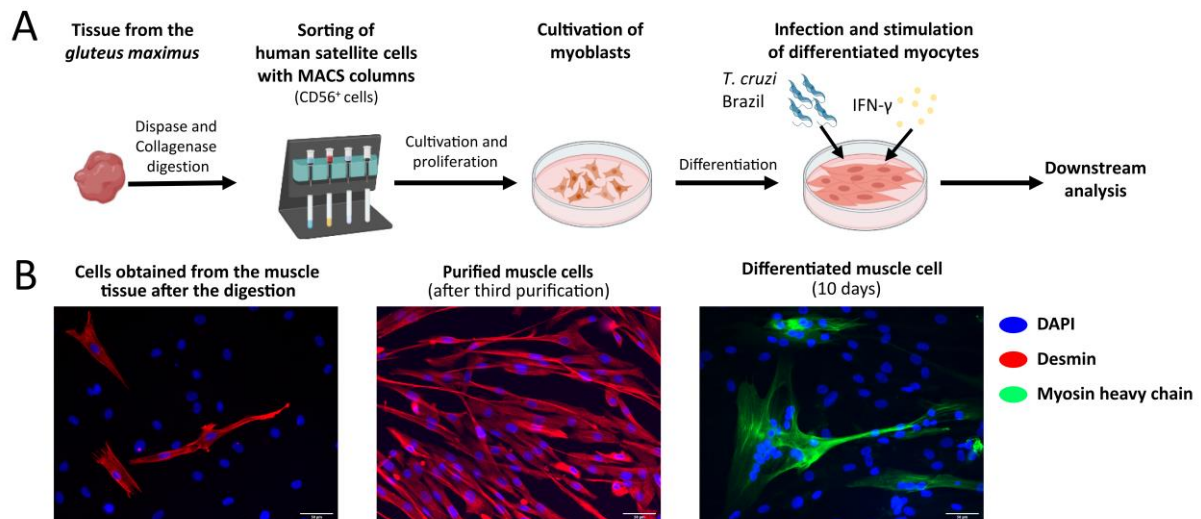 A
Tissue from the
gluteus maximus
Sorting of
human satellite cells
with MACS columns
(CD56⁺ cells)
Cultivation of
myoblasts
Infection and stimulation
of differentiated myocytes
T. cruzi
Brazil
IFN-γ
Dispase and
Collagenase
digestion
Cultivation and
proliferation
Differentiation
Downstream
analysis
B
Cells obtained from the muscle
tissue after the digestion
Purified muscle cells
(after third purification)
Differentiated muscle cell
(10 days)
DAPI
Desmin
Myosin heavy chain